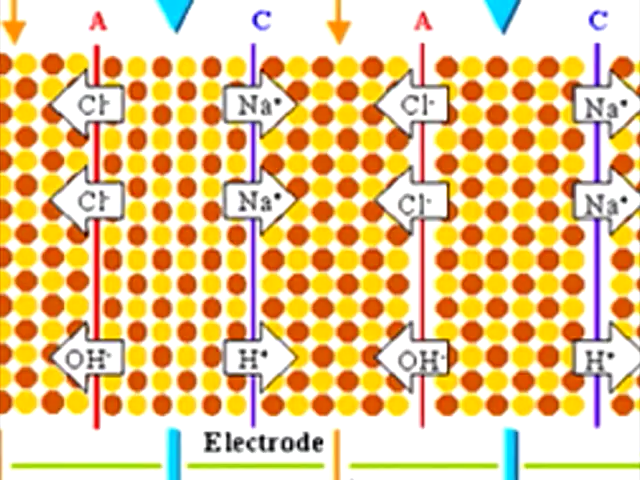 A C A C
Cl- Na+ Cl- Na+
Cl- Na+ Cl- Na+
OH- H+ OH- H+
Electrode